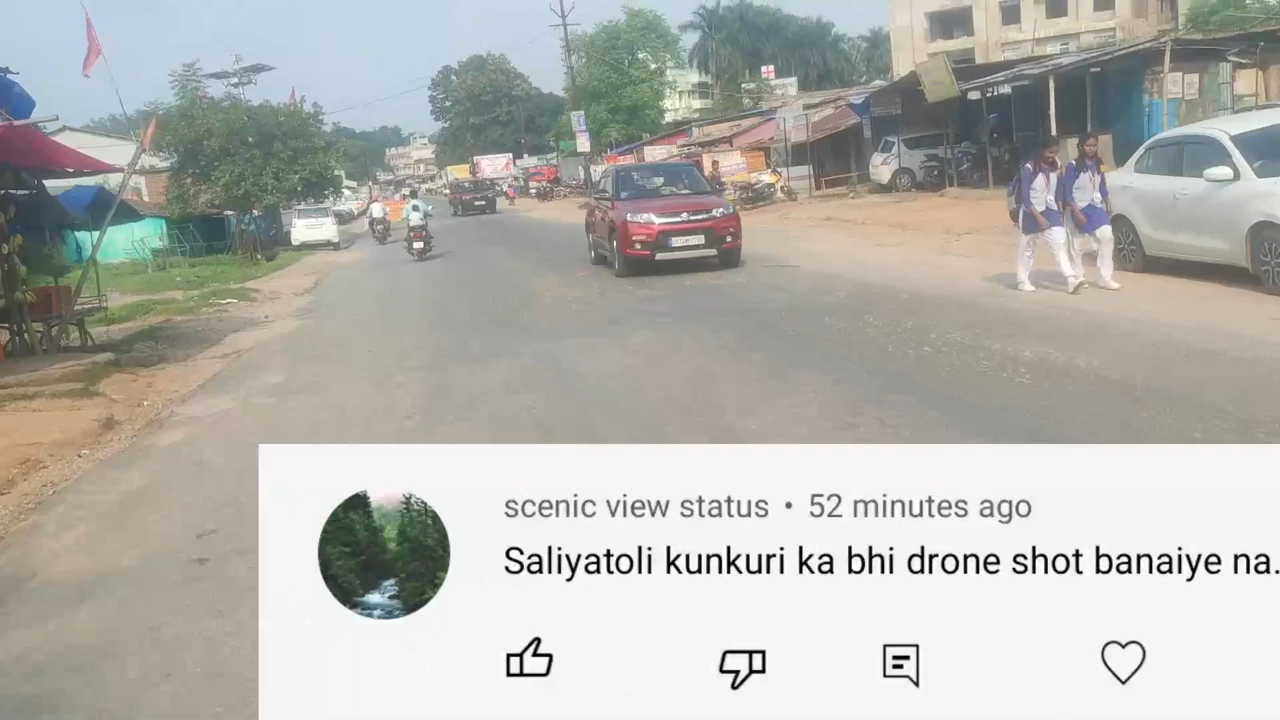 scenic view status • 52 minutes ago
Saliyatoli kunkuri ka bhi drone shot banaiye na.